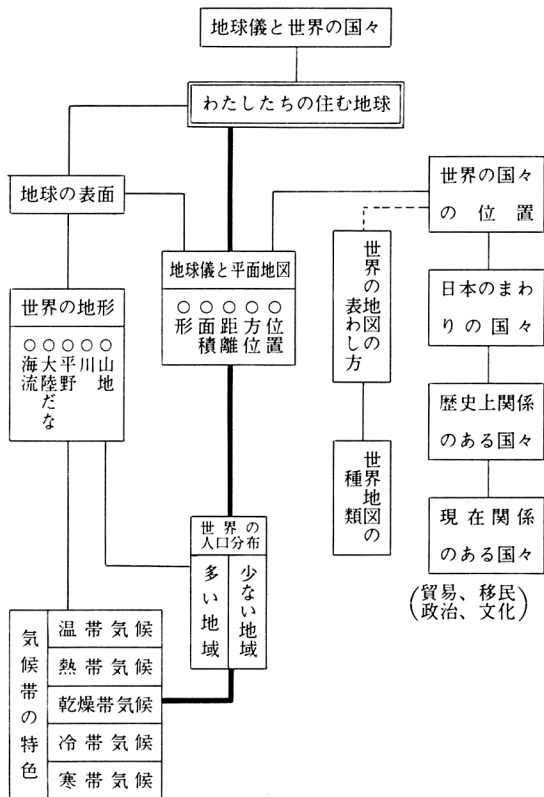 地球儀と世界の国々
わたしたちの住む地球
地球の表面
世界の国々
の位置
地球儀と平面地図
○位置
○方位
○距離
○面積
○形
世界の地図の
表わし方
日本のまわ
りの国々
世界の地形
○山地
○川
○平野
○大陸だな
○海流
歴史上関係
のある国々
世界地図の
種類
現在関係
のある国々
(貿易、移民
政治、文化)
世界の
人口分布
多い地域
少ない地域
気候帯の特色
温帯気候
熱帯気候
乾燥帯気候
冷帯気候
寒帯気候